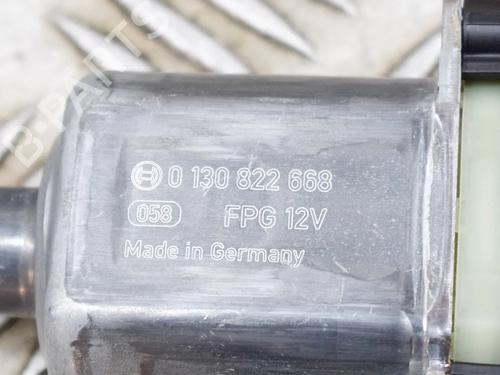 B-PARTS
0 130 822 668
058 FPG 12V
Made in Germany